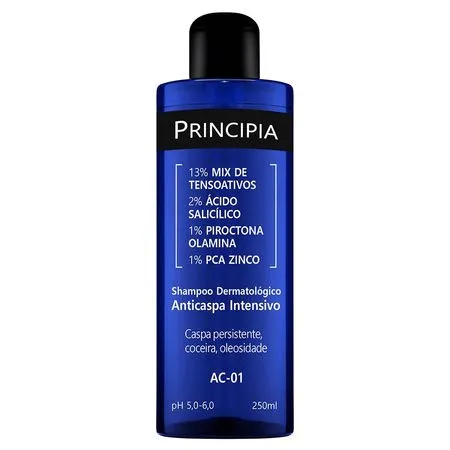 PRINCIPIA
13% MIX DE
TENSOATIVOS
2% ÁCIDO
SALICÍLICO
1% PIROCTONA
OLAMINA
1% PCA ZINCO
Shampoo Dermatológico
Anticaspa Intensivo
Caspa persistente,
coceira, oleosidade
AC-01
pH 5,0-6,0 250ml